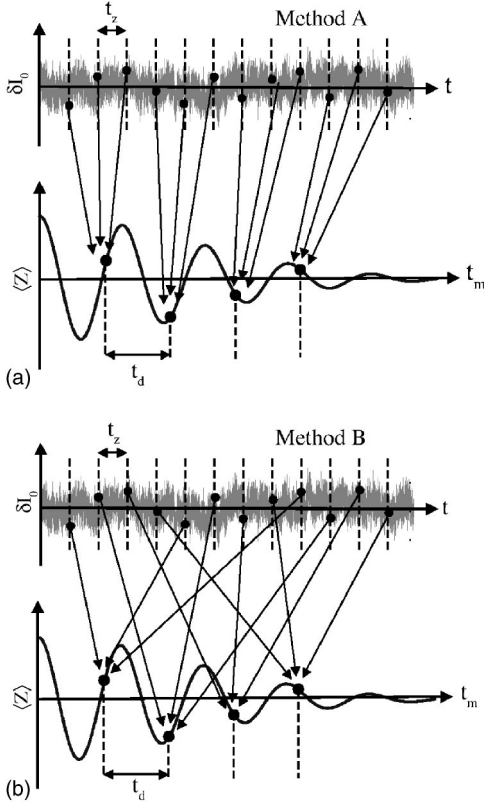 Method A
t_z
δI_0
t
⟨Z⟩
t_m
t_d
(a)
Method B
t_z
δI_0
t
⟨Z⟩
t_m
t_d
(b)